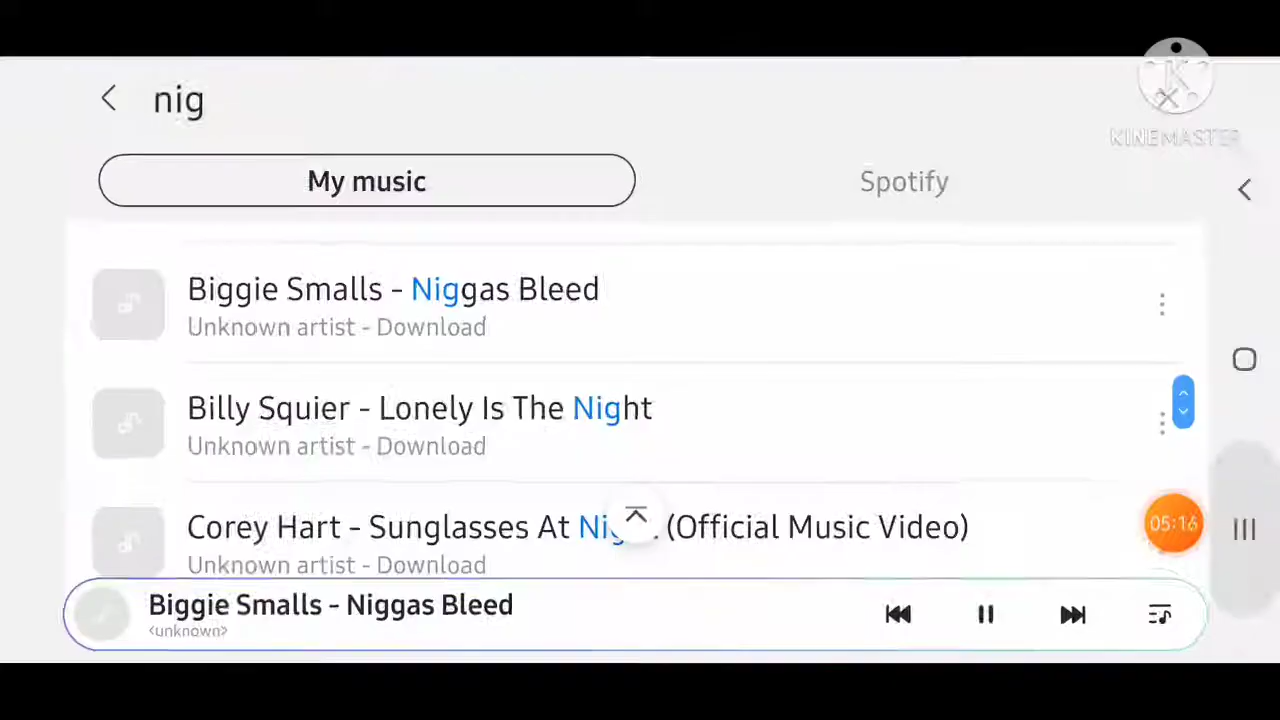 nig
KINEMASTER
My music
Spotify
Biggie Smalls - Niggas Bleed
Unknown artist - Download
Billy Squier - Lonely Is The Night
Unknown artist - Download
Corey Hart - Sunglasses At Night (Official Music Video)
Unknown artist - Download
05:16
Biggie Smalls - Niggas Bleed
<unknown>